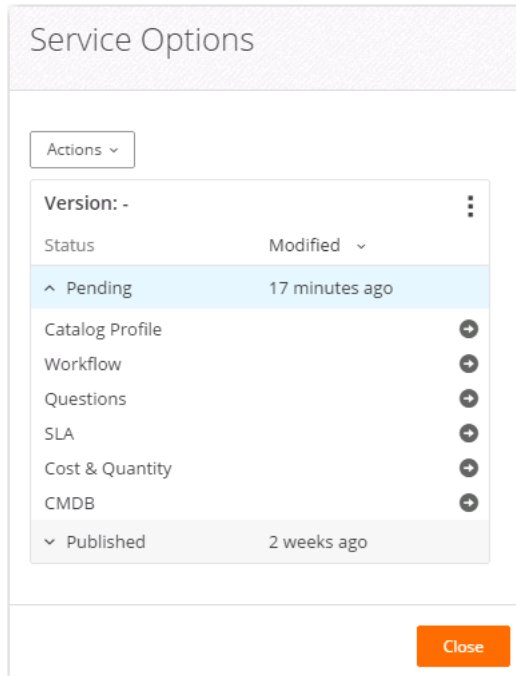 Service Options
Actions
Version: -
Status Modified
Pending 17 minutes ago
Catalog Profile
Workflow
Questions
SLA
Cost & Quantity
CMDB
Published 2 weeks ago
Close